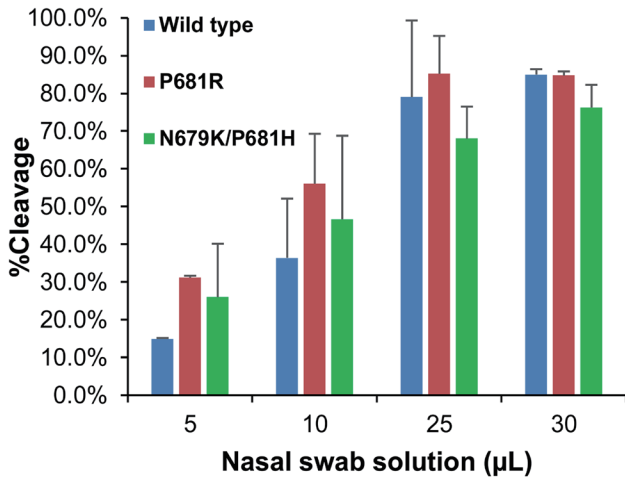 100.0%
90.0%
80.0%
70.0%
60.0%
50.0%
40.0%
30.0%
20.0%
10.0%
0.0%
%Cleavage
Wild type
P681R
N679K/P681H
5 10 25 30
Nasal swab solution (µL)